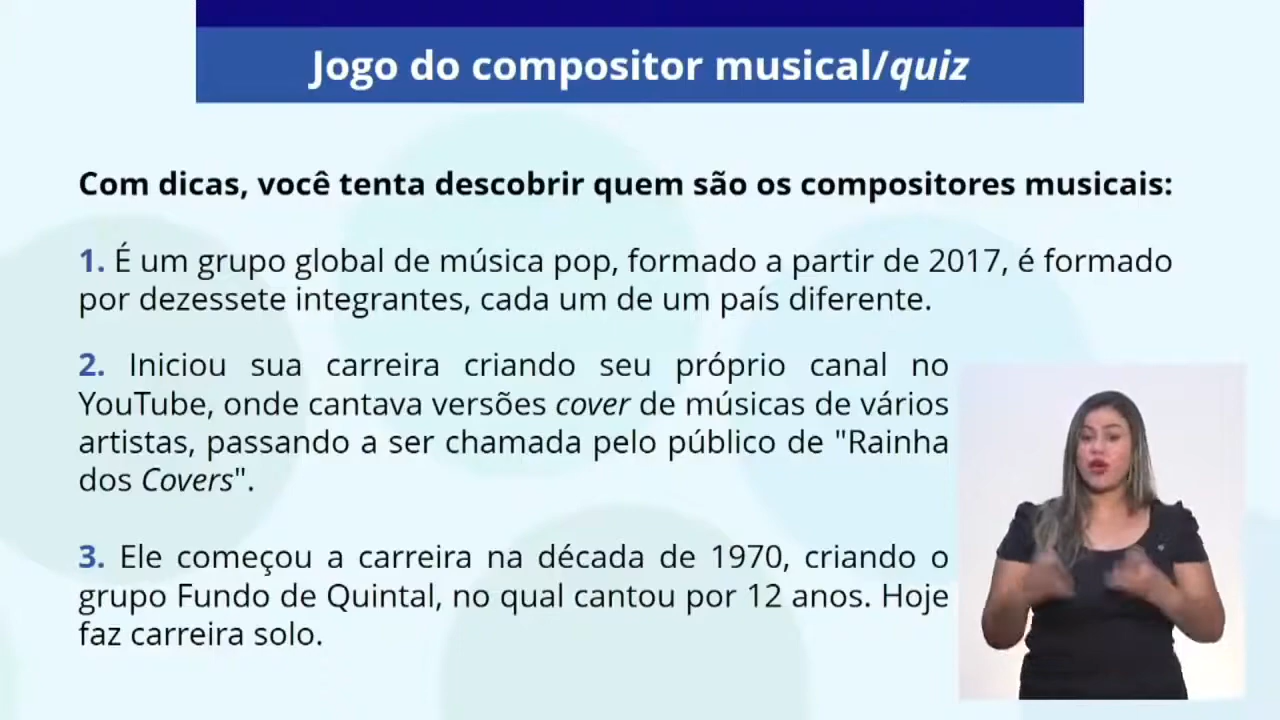 Jogo do compositor musical/quiz
Com dicas, você tenta descobrir quem são os compositores musicais:
1. É um grupo global de música pop, formado a partir de 2017, é formado
por dezessete integrantes, cada um de um país diferente.
2. Iniciou sua carreira criando seu próprio canal no
YouTube, onde cantava versões cover de músicas de vários
artistas, passando a ser chamada pelo público de "Rainha
dos Covers".
3. Ele começou a carreira na década de 1970, criando o
grupo Fundo de Quintal, no qual cantou por 12 anos. Hoje
faz carreira solo.